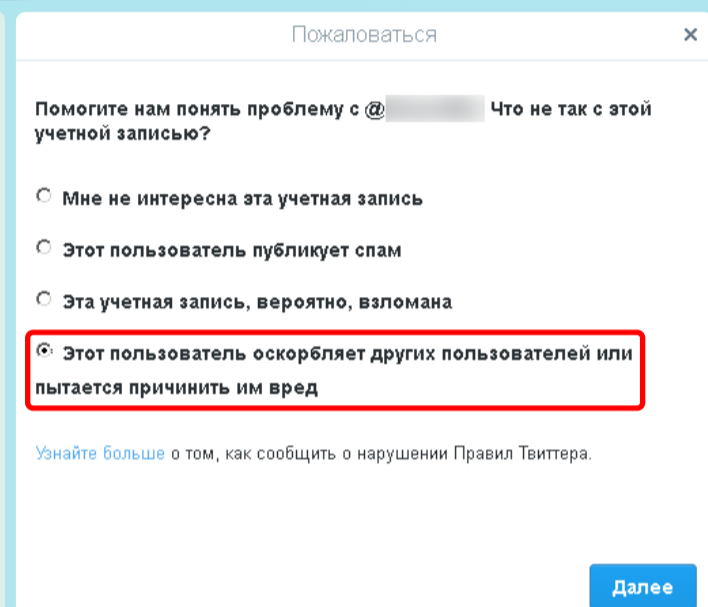 Пожаловаться
Помогите нам понять проблему с @ Что не так с этой
учетной записью?
Мне не интересна эта учетная запись
Этот пользователь публикует спам
Эта учетная запись, вероятно, взломана
Этот пользователь оскорбляет других пользователей или
пытается причинить им вред
Узнайте больше о том, как сообщить о нарушении Правил Твиттера.
Далее